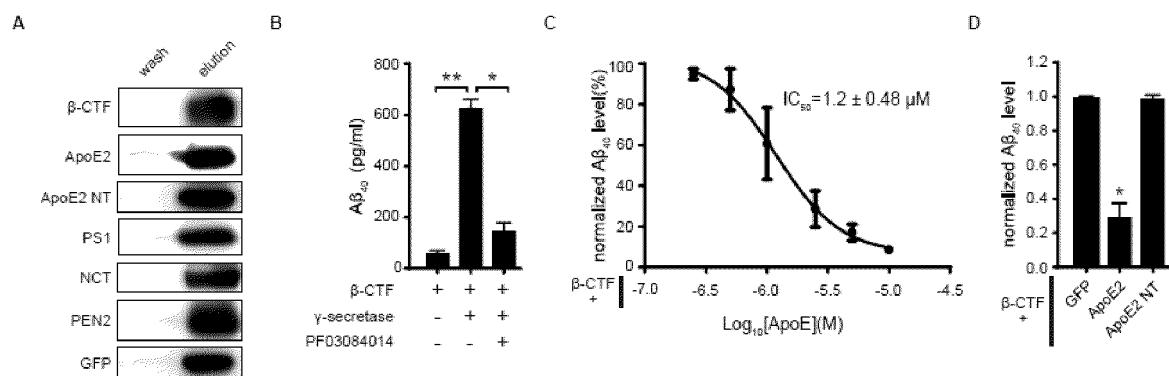 A
wash
elution
β-CTF
ApoE2
ApoE2 NT
PS1
NCT
PEN2
GFP
B
Aβ40 (pg/ml)
800
600
400
200
0
** *
β-CTF + + +
γ-secretase - + +
PF03084014 - - +
C
normalized Aβ40 level(%)
100
80
60
40
20
0
IC50=1.2 ± 0.48 μM
β-CTF
+
-7.0 -6.5 -6.0 -5.5 -5.0 -4.5
Log10[ApoE](M)
D
normalized Aβ40 level
1.2
1.0
0.8
0.6
0.4
0.2
0.0
*
β-CTF
+
GFP
ApoE2
ApoE2 NT